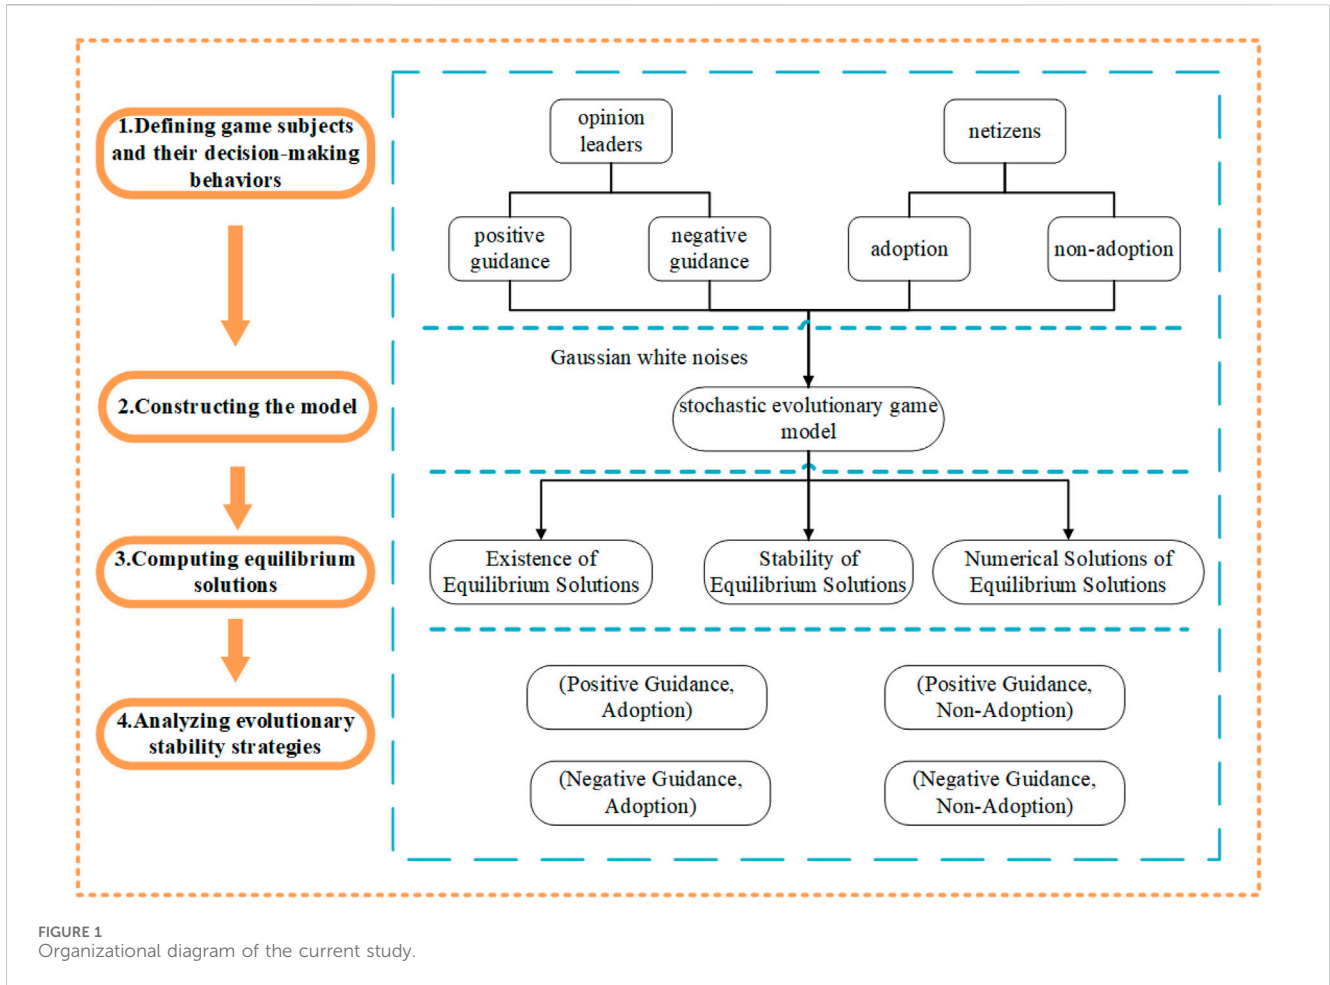 1.Defining game subjects
and their decision-making
behaviors
opinion
leaders
netizens
positive
guidance
negative
guidance
adoption
non-adoption
Gaussian white noises
2.Constructing the model
stochastic evolutionary game
model
3.Computing equilibrium
solutions
Existence of
Equilibrium Solutions
Stability of
Equilibrium Solutions
Numerical Solutions of
Equilibrium Solutions
4.Analyzing evolutionary
stability strategies
(Positive Guidance,
Adoption)
(Positive Guidance,
Non-Adoption)
(Negative Guidance,
Adoption)
(Negative Guidance,
Non-Adoption)
FIGURE 1
Organizational diagram of the current study.